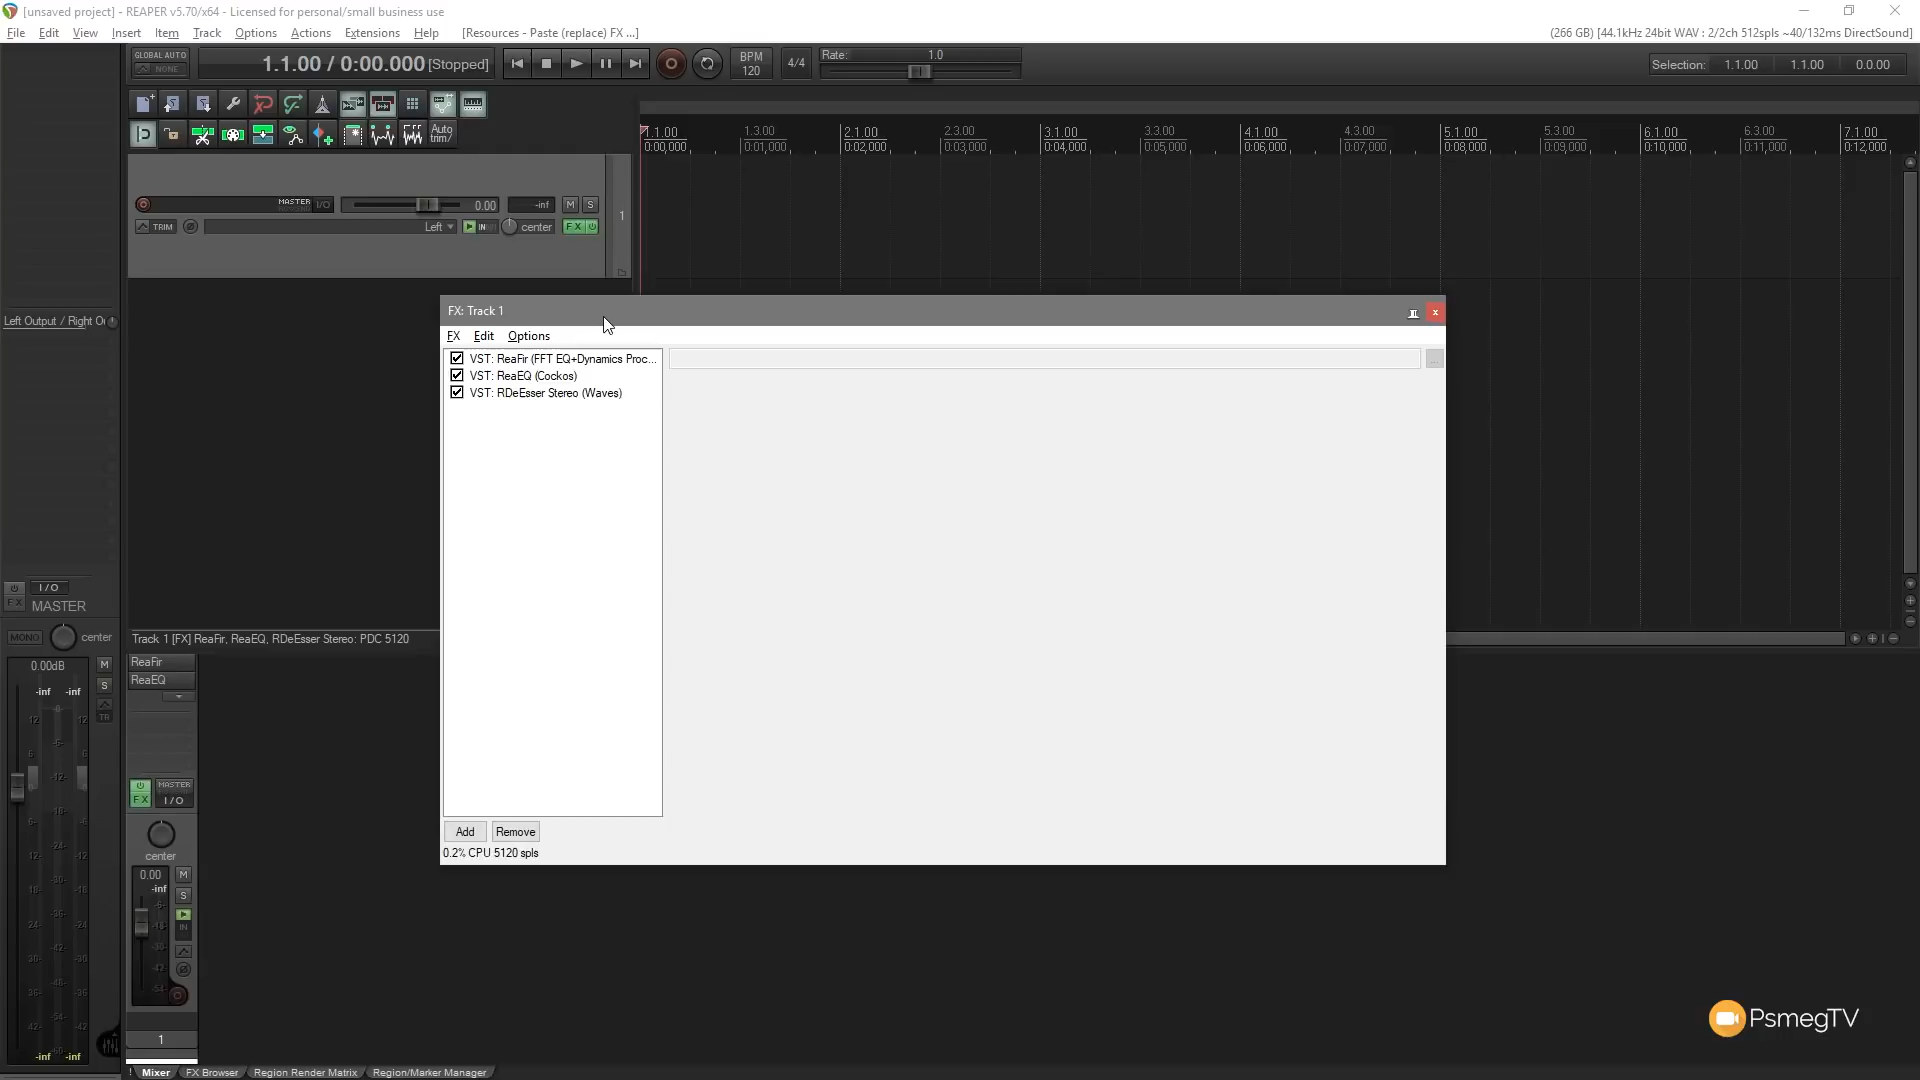 [unsaved project] - REAPER v5.70/x64 - Licensed for personal/small business use
File Edit View Insert Item Track Options Actions Extensions Help [Resources - Paste (replace) FX ...]
(266 GB) [44.1kHz 24bit WAV : 2/2ch 512spls ~40/132ms DirectSound]
GLOBAL AUTO
NONE
1.1.00 / 0:00.000 [Stopped]
BPM
120
4/4
Rate: 1.0
Selection: 1.1.00 1.1.00 0.0.00
Auto
trim/
1.1.00 1.3.00 2.1.00 2.3.00 3.1.00 3.3.00 4.1.00 4.3.00 5.1.00 5.3.00 6.1.00 6.3.00 7.1.00
0:00,000 0:01,000 0:02,000 0:03,000 0:04,000 0:05,000 0:06,000 0:07,000 0:08,000 0:09,000 0:10,000 0:11,000 0:12,000
MASTER I/O 0.00 -inf M S
1
TRIM Left IN center FX
Left Output / Right O
FX: Track 1
FX Edit Options
VST: ReaFir (FFT EQ+Dynamics Proc...
VST: ReaEQ (Cockos)
VST: RDeEsser Stereo (Waves)
...
Add Remove
0.2% CPU 5120 spls
I/O
FX MASTER
MONO center
Track 1 [FX] ReaFir, ReaEQ, RDeEsser Stereo: PDC 5120
ReaFir
ReaEQ
0.00dB M
-inf -inf S
TR
MASTER
FX I/O
center
0.00 M
-inf S
IN
-inf -inf
1
Mixer FX Browser Region Render Matrix Region/Marker Manager
PsmegTV